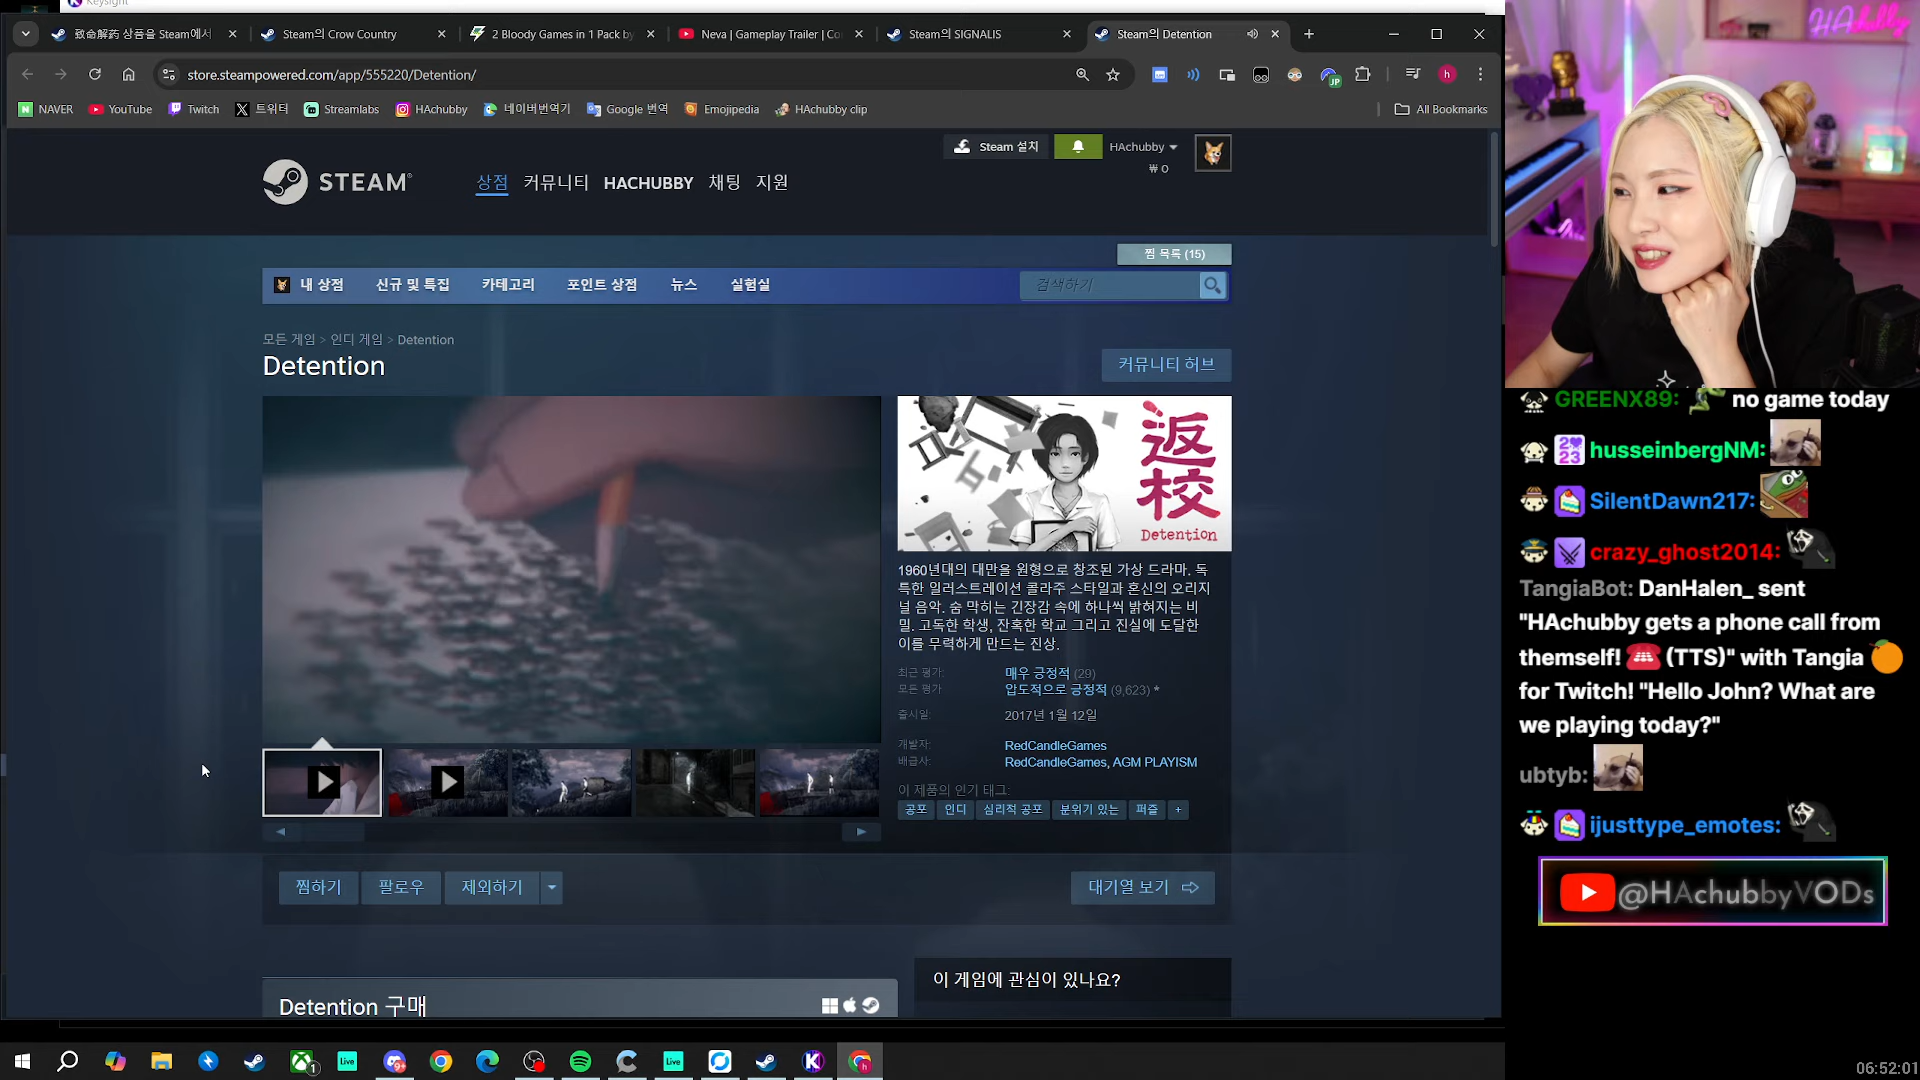 Keysight
致命解药 상품을 Steam에서
Steam의 Crow Country
2 Bloody Games in 1 Pack by
Neva | Gameplay Trailer | Co
Steam의 SIGNALIS
Steam의 Detention
store.steampowered.com/app/555220/Detention/
NAVER
YouTube
Twitch
트위터
Streamlabs
HAchubby
네이버번역기
Google 번역
Emojipedia
HAchubby clip
All Bookmarks
Steam 설치
HAchubby
₩ 0
STEAM
상점
커뮤니티
HACHUBBY
채팅
지원
찜 목록 (15)
내 상점
신규 및 특집
카테고리
포인트 상점
뉴스
실험실
검색하기
모든 게임 > 인디 게임 > Detention
Detention
커뮤니티 허브
返校
Detention
1960년대의 대만을 원형으로 창조된 가상 드라마. 독
특한 일러스트레이션 콜라주 스타일과 혼신의 오리지
널 음악. 숨 막히는 긴장감 속에 하나씩 밝혀지는 비
밀. 고독한 학생, 잔혹한 학교 그리고 진실에 도달한
이를 무력하게 만드는 진상.
최근 평가: 매우 긍정적 (29)
모든 평가 압도적으로 긍정적 (9,623) *
출시일: 2017년 1월 12일
개발자: RedCandleGames
배급사: RedCandleGames, AGM PLAYISM
이 제품의 인기 태그:
공포
인디
심리적 공포
분위기 있는
퍼즐
+
찜하기
팔로우
제외하기
대기열 보기
Detention 구매
이 게임에 관심이 있나요?
HAchubby
GREENX89: no game today
2023 husseinbergNM:
SilentDawn217:
crazy_ghost2014:
TangiaBot: DanHalen_ sent
"HAchubby gets a phone call from
themself! (TTS)" with Tangia
for Twitch! "Hello John? What are
we playing today?"
ubtyb:
ijusttype_emotes:
@HAchubbyVODs
06:52:01